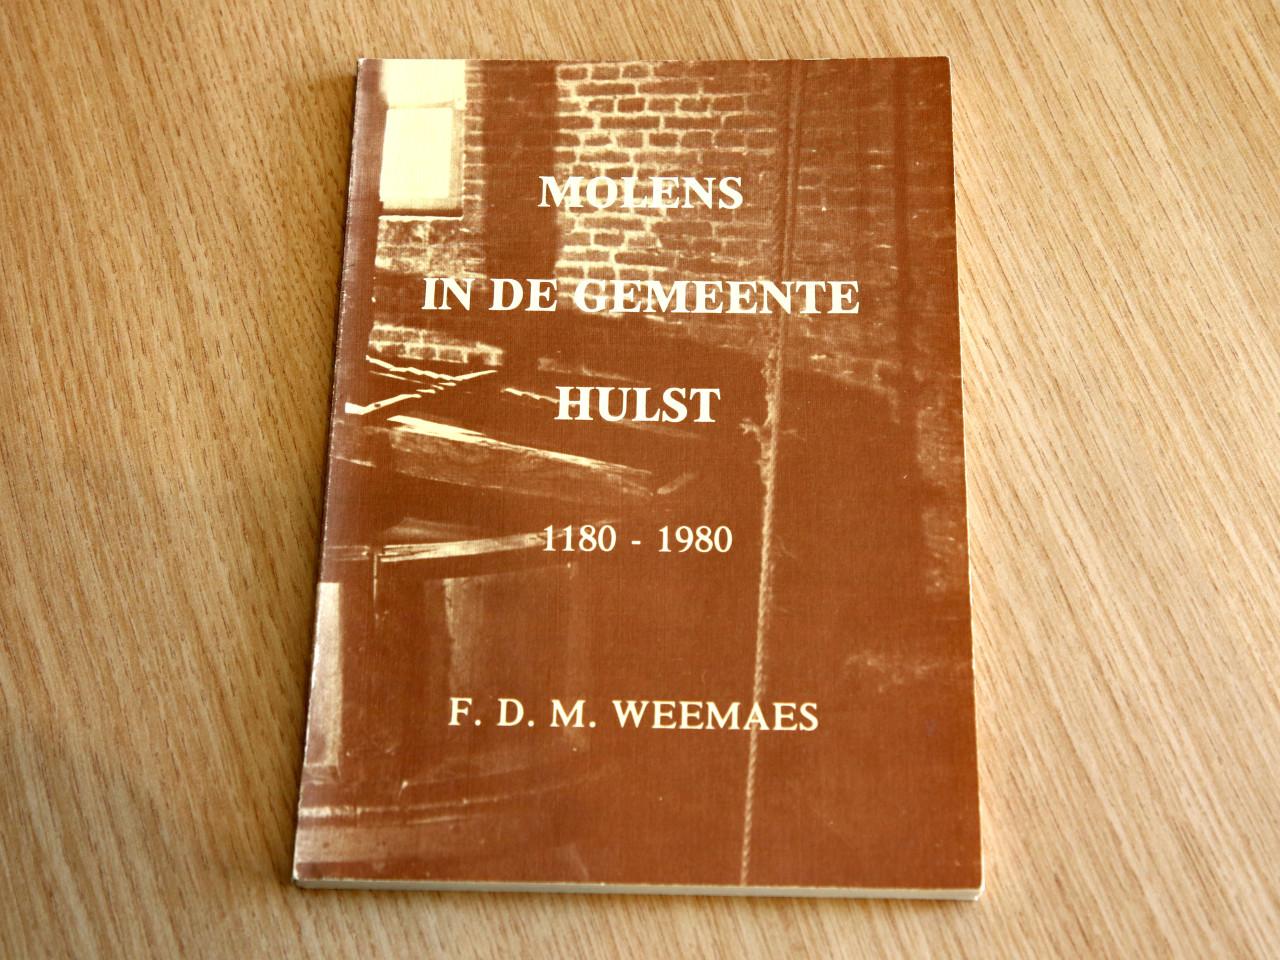 MOLENS
IN DE GEMEENTE
HULST
1180 - 1980
F. D. M. WEEMAES